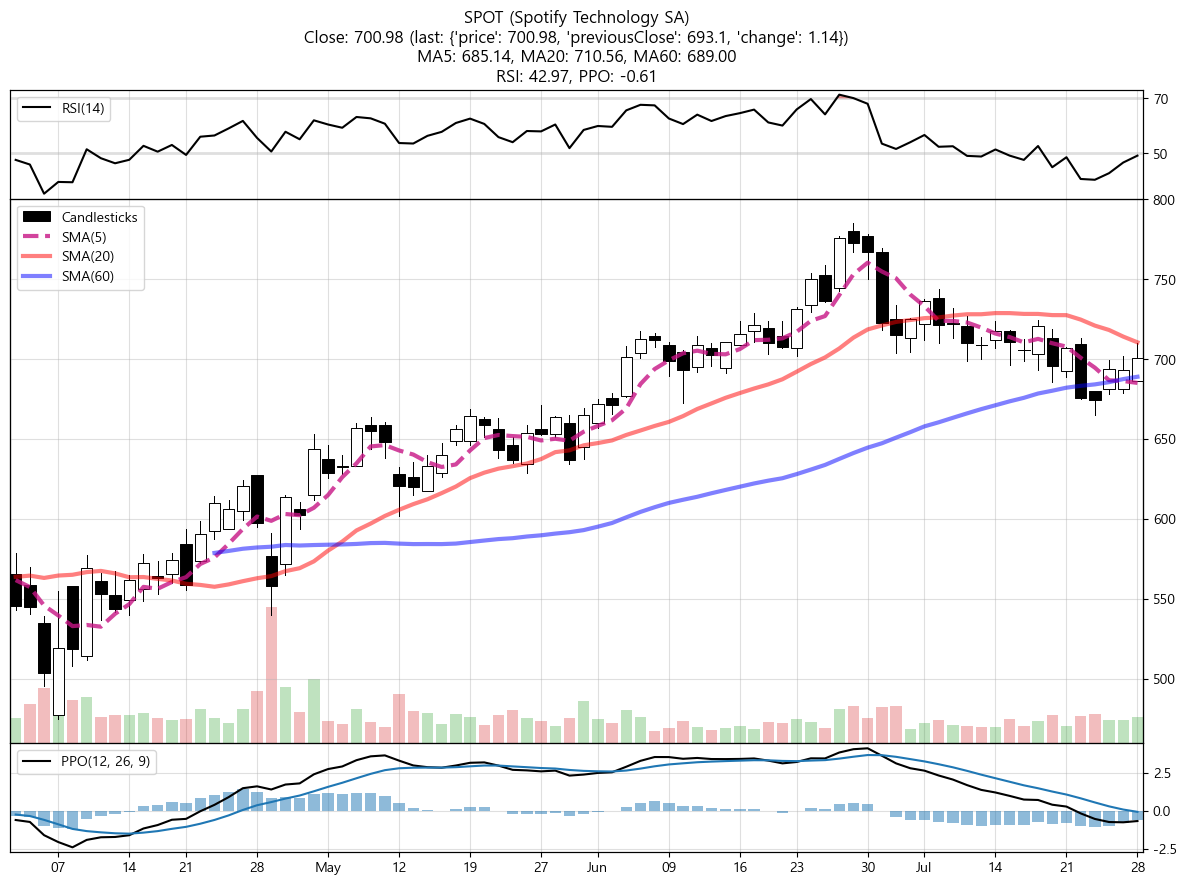 SPOT (Spotify Technology SA)
Close: 700.98 (last: {'price': 700.98, 'previousClose': 693.1, 'change': 1.14})
MA5: 685.14, MA20: 710.56, MA60: 689.00
RSI: 42.97, PPO: -0.61
RSI(14)
70
50
Candlesticks
SMA(5)
SMA(20)
SMA(60)
800
750
700
650
600
550
500
PPO(12, 26, 9)
2.5
0.0
-2.5
07 14 21 28 May 12 19 27 Jun 09 16 23 30 Jul 14 21 28